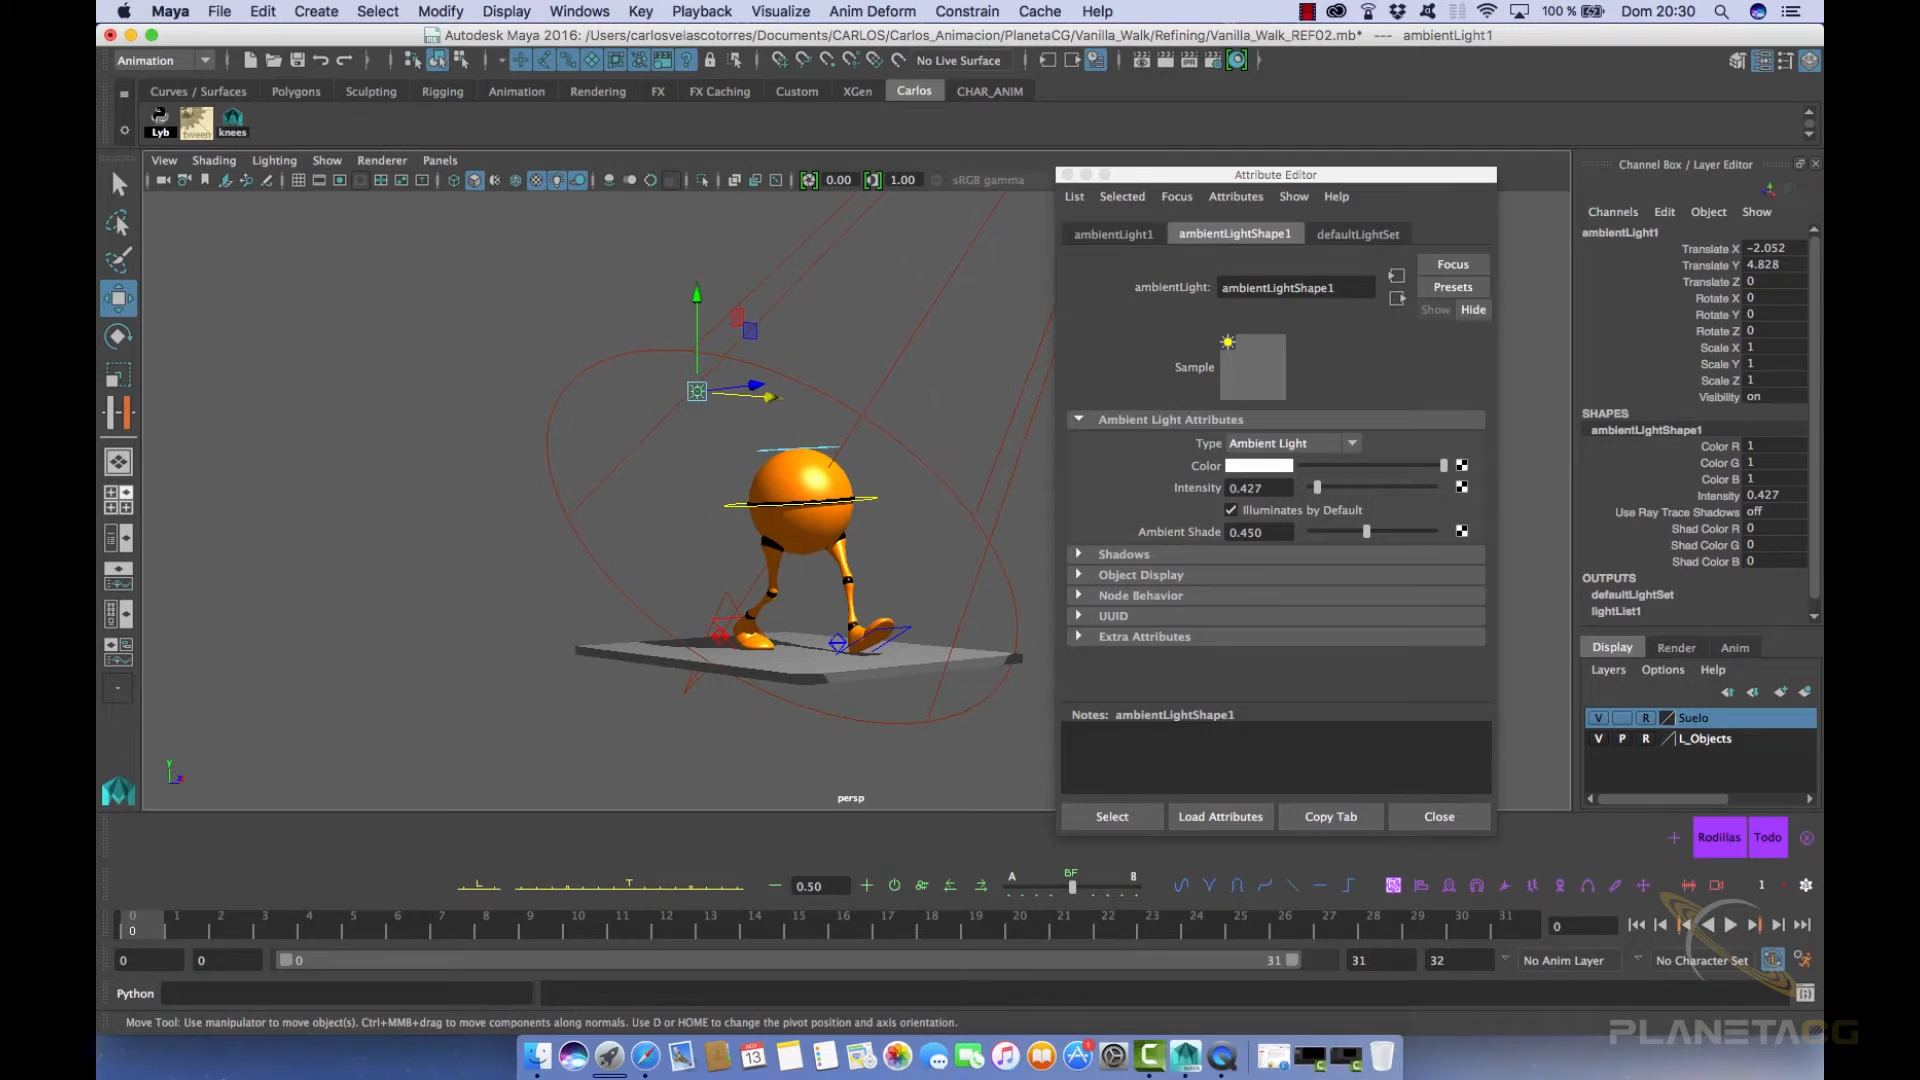 Maya File Edit Create Select Modify Display Windows Key Playback Visualize Anim Deform Constrain Cache Help 100 % Dom 20:30
Autodesk Maya 2016: /Users/carlosvelascotorres/Documents/CARLOS/Carlos_Animacion/PlanetaCG/Vanilla_Walk/Refining/Vanilla_Walk_REF02.mb* --- ambientLight1
Animation No Live Surface
Curves / Surfaces Polygons Sculpting Rigging Animation Rendering FX FX Caching Custom XGen Carlos CHAR_ANIM
Lyb tween knees
View Shading Lighting Show Renderer Panels
0.00 1.00 sRGB gamma
Attribute Editor
List Selected Focus Attributes Show Help
ambientLight1 ambientLightShape1 defaultLightSet
ambientLight: ambientLightShape1
Focus
Presets
Show Hide
Sample
Ambient Light Attributes
Type Ambient Light
Color
Intensity 0.427
Illuminates by Default
Ambient Shade 0.450
Shadows
Object Display
Node Behavior
UUID
Extra Attributes
Notes: ambientLightShape1
Select Load Attributes Copy Tab Close
Channel Box / Layer Editor
Channels Edit Object Show
ambientLight1
Translate X -2.052
Translate Y 4.828
Translate Z 0
Rotate X 0
Rotate Y 0
Rotate Z 0
Scale X 1
Scale Y 1
Scale Z 1
Visibility on
SHAPES
ambientLightShape1
Color R 1
Color G 1
Color B 1
Intensity 0.427
Use Ray Trace Shadows off
Shad Color R 0
Shad Color G 0
Shad Color B 0
OUTPUTS
defaultLightSet
lightList1
Display Render Anim
Layers Options Help
V R Suelo
V P R L_Objects
y
persp
Rodillas Todo
L T 0.50 A BF B 1
0 1 2 3 4 5 6 7 8 9 10 11 12 13 14 15 16 17 18 19 20 21 22 23 24 25 26 27 28 29 30 31
0 0
0 0 0 31 31 32 No Anim Layer No Character Set
Python
Move Tool: Use manipulator to move object(s). Ctrl+MMB+drag to move components along normals. Use D or HOME to change the pivot position and axis orientation.
PLANETACG
NOV
13
1
MAYA